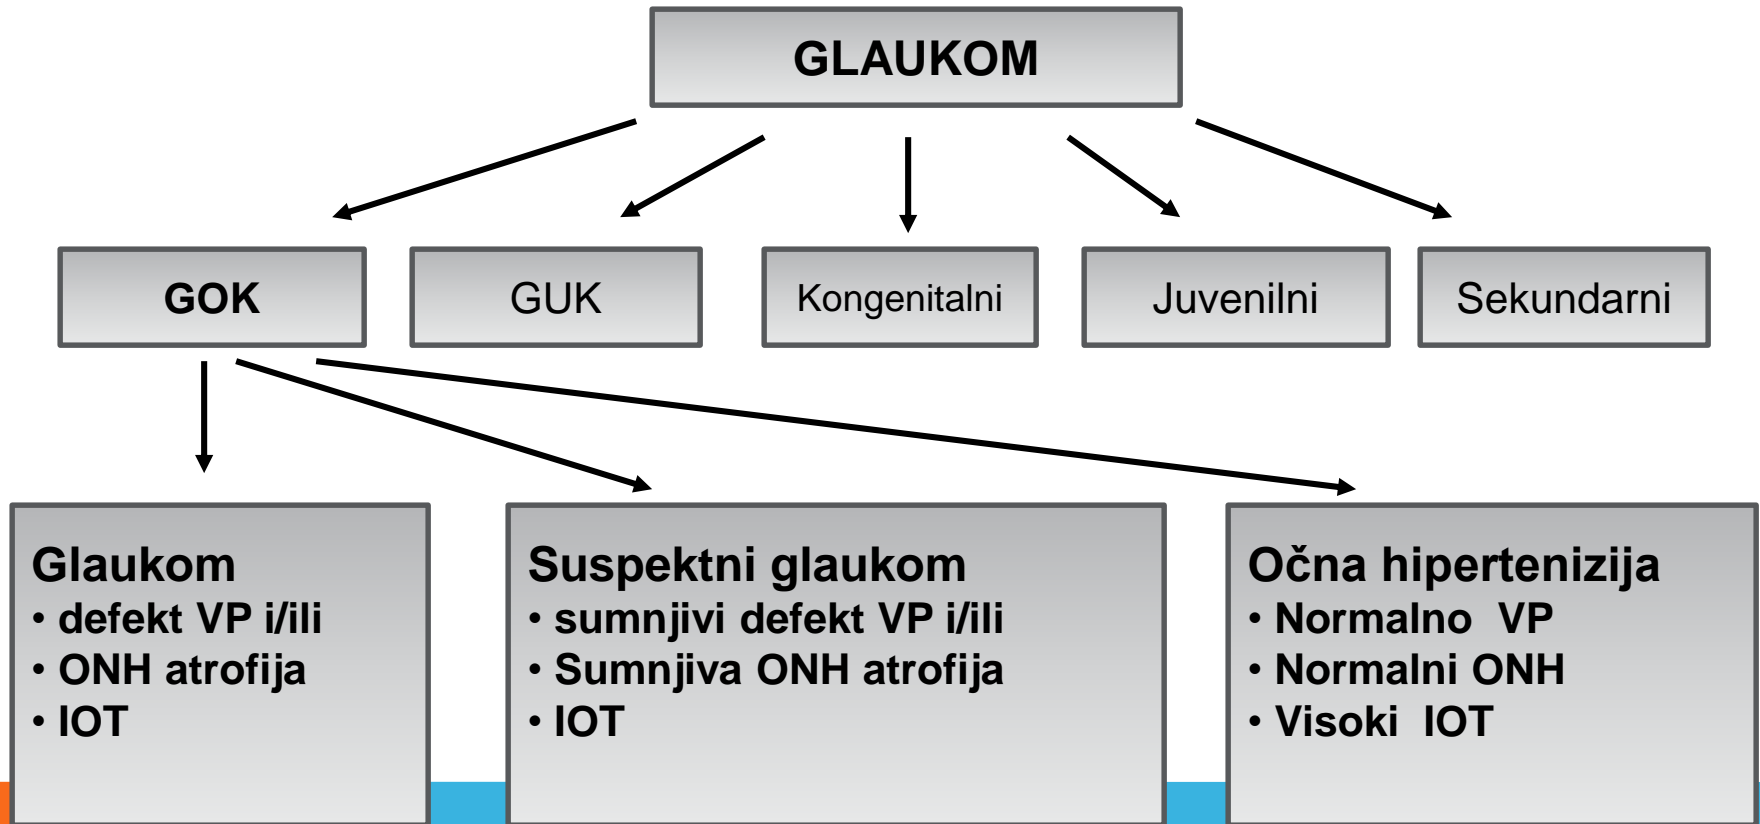 GLAUKOM
GOK
GUK
Kongenitalni
Juvenilni
Sekundarni
Glaukom
• defekt VP i/ili
• ONH atrofija
• IOT
Suspektni glaukom
• sumnjivi defekt VP i/ili
• Sumnjiva ONH atrofija
• IOT
Očna hipertenizija
• Normalno VP
• Normalni ONH
• Visoki IOT